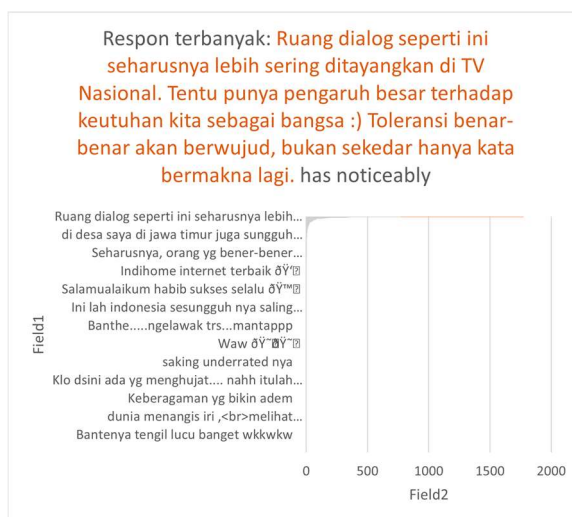 Respon terbanyak: Ruang dialog seperti ini
seharusnya lebih sering ditayangkan di TV
Nasional. Tentu punya pengaruh besar terhadap
keutuhan kita sebagai bangsa :) Toleransi benar-
benar akan berwujud, bukan sekedar hanya kata
bermakna lagi. has noticeably
Ruang dialog seperti ini seharusnya lebih...
di desa saya di jawa timur juga sungguh...
Seharusnya, orang yg bener-bener...
Indihome internet terbaik ðŸ‘
Salamualaikum habib sukses selalu ðŸ™
Ini lah indonesia sesungguh nya saling...
Banthe.....ngelawak trs...mantappp
Waw ðŸ˜ðŸ˜
saking underrated nya
Klo dsini ada yg menghujat.... nahh itulah...
Keberagaman yg bikin adem
dunia menangis iri ,<br>melihat...
Bantenya tengil lucu banget wkkwkw
Field1
0 500 1000 1500 2000
Field2